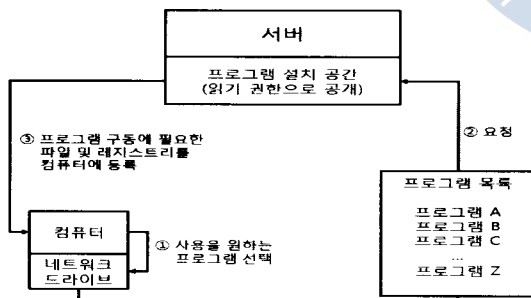 서버
프로그램 설치 공간
(읽기 권한으로 공개)
③ 프로그램 구동에 필요한
파일 및 레지스트리를
컴퓨터에 등록
② 요청
프로그램 목록
프로그램 A
프로그램 B
프로그램 C
...
프로그램 Z
컴퓨터
① 사용을 원하는
프로그램 선택
네트워크
드라이브